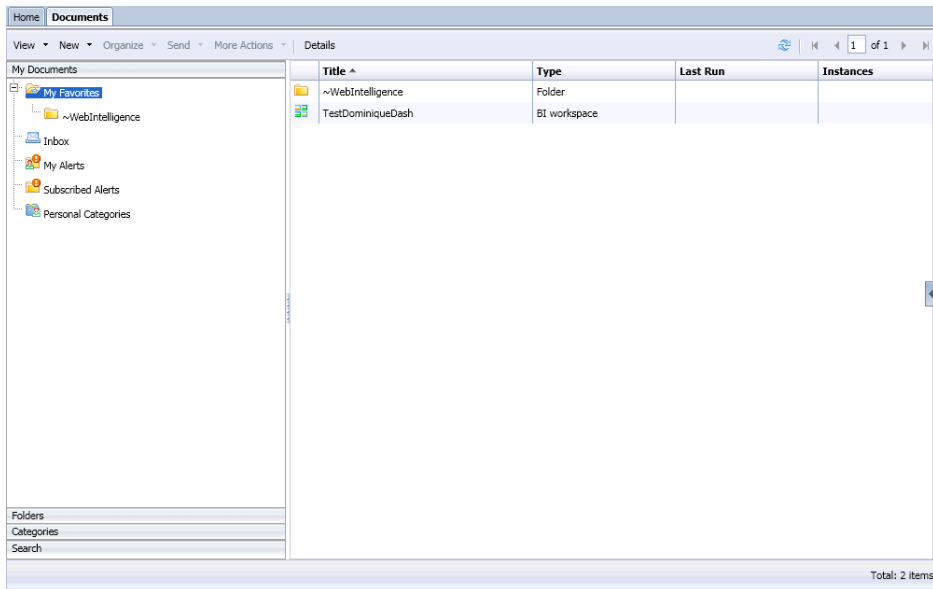 Home Documents
View New Organize Send More Actions Details 1 of 1
My Documents
Title Type Last Run Instances
My Favorites
~WebIntelligence Folder
~WebIntelligence
TestDominiqueDash BI workspace
Inbox
My Alerts
Subscribed Alerts
Personal Categories
Folders
Categories
Search
Total: 2 items